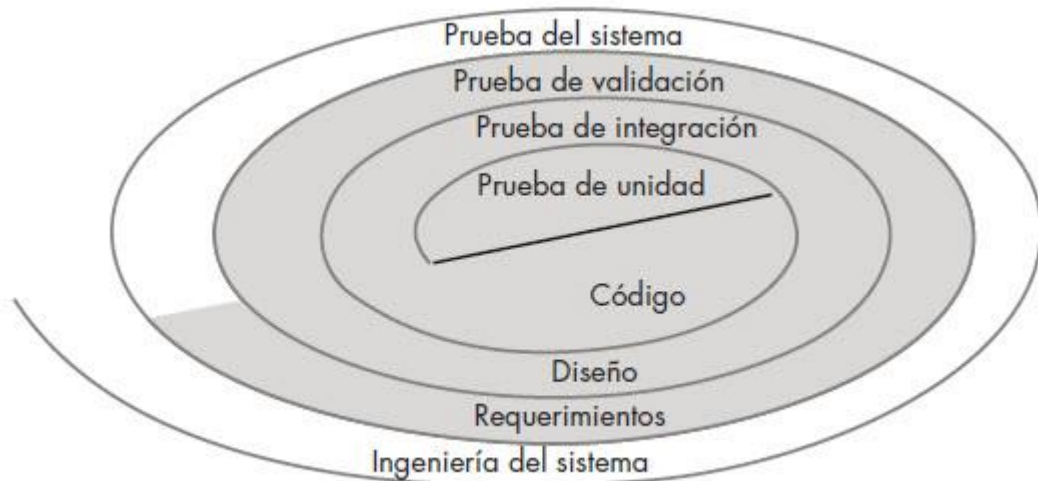 Prueba del sistema
Prueba de validación
Prueba de integración
Prueba de unidad
Código
Diseño
Requerimientos
Ingeniería del sistema